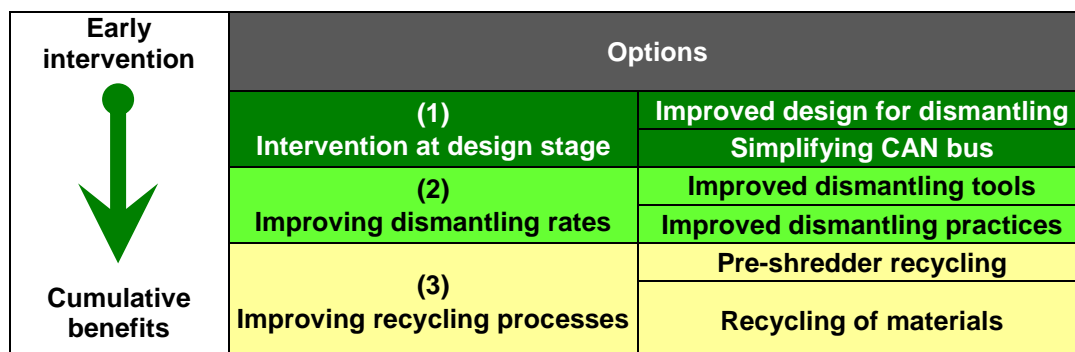 Early
intervention
Options
(1)
Intervention at design stage
Improved design for dismantling
Simplifying CAN bus
(2)
Improving dismantling rates
Improved dismantling tools
Improved dismantling practices
(3)
Improving recycling processes
Pre-shredder recycling
Recycling of materials
Cumulative
benefits